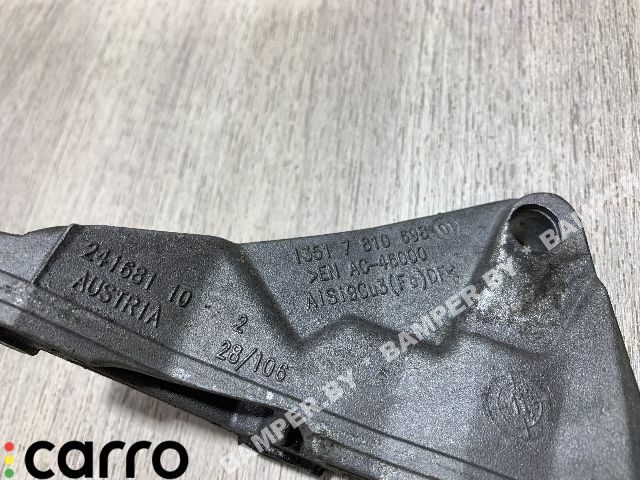 241681 10 - 2
AUSTRIA
28/106
1351 7 810 698
>EN AC-46000
AlSi9Cu3(Fe)DF<
BAMPER.BY * BAMPER.BY * BAMPER.BY
carro